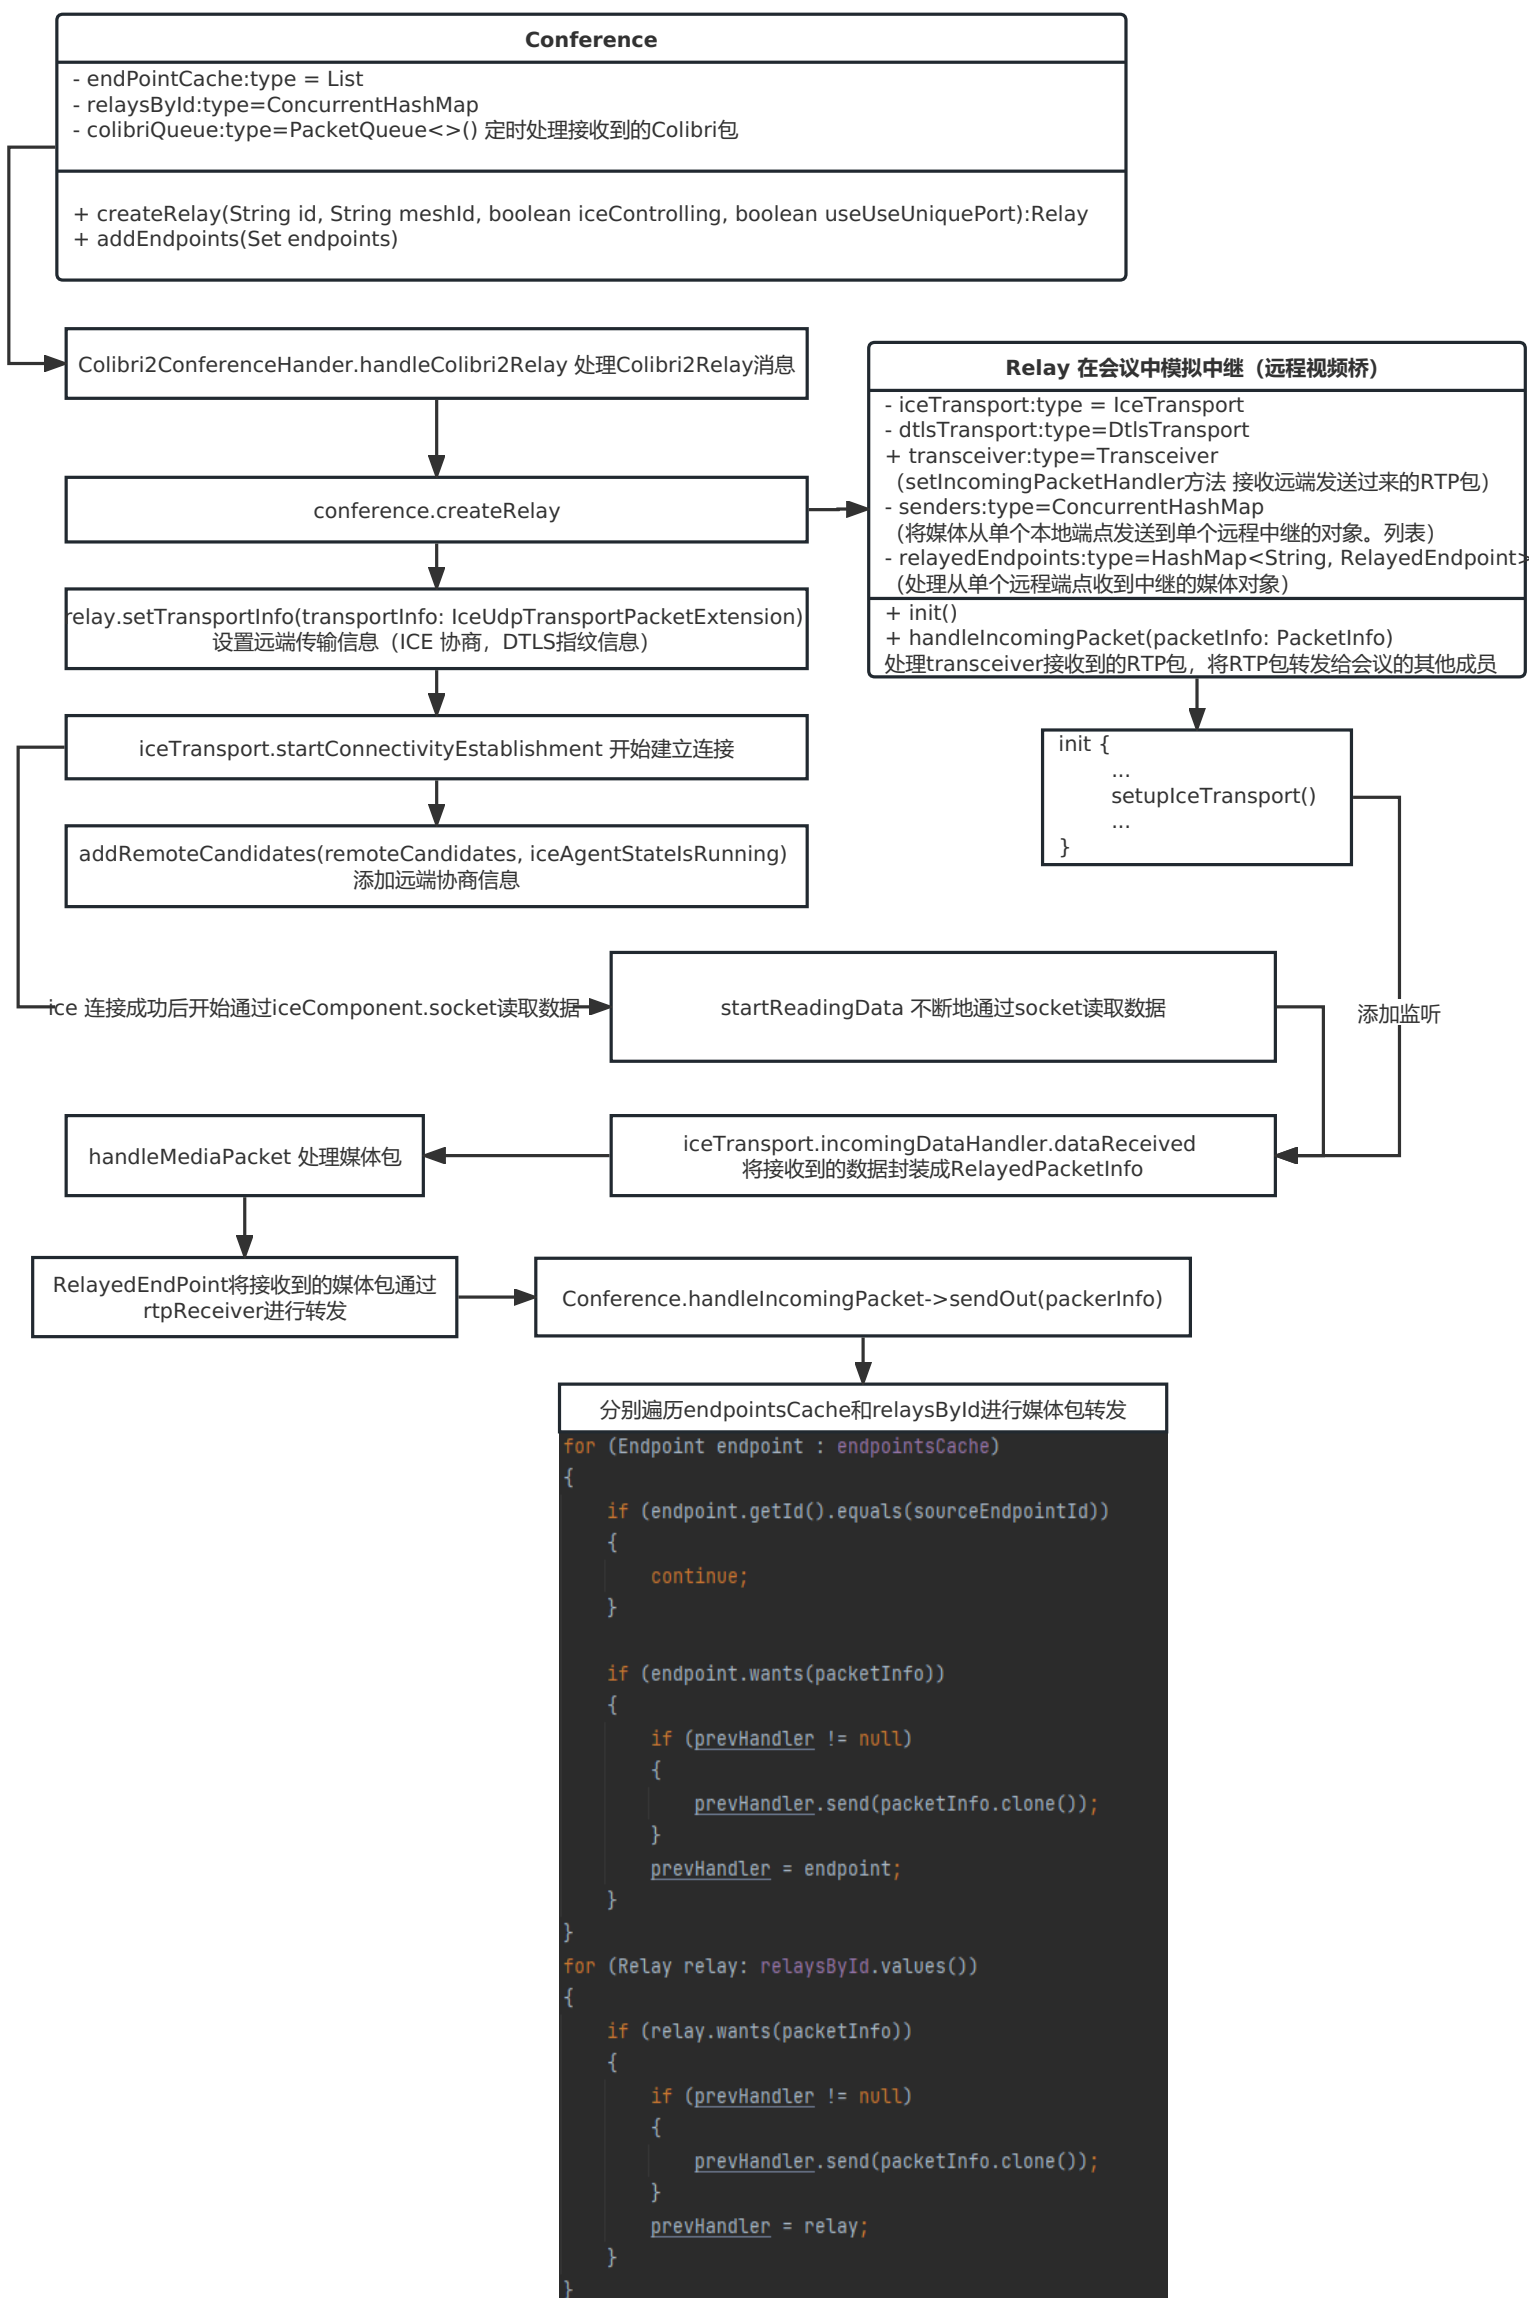 Conference
- endPointCache:type = List
- relaysById:type=ConcurrentHashMap
- colibriQueue:type=PacketQueue<>() 定时处理接收到的Colibri包
+ createRelay(String id, String meshId, boolean iceControlling, boolean useUseUniquePort):Relay
+ addEndpoints(Set endpoints)
Colibri2ConferenceHander.handleColibri2Relay 处理Colibri2Relay消息
conference.createRelay
relay.setTransportInfo(transportInfo: IceUdpTransportPacketExtension)
设置远端传输信息（ICE 协商，DTLS指纹信息）
iceTransport.startConnectivityEstablishment 开始建立连接
addRemoteCandidates(remoteCandidates, iceAgentStateIsRunning)
添加远端协商信息
Relay 在会议中模拟中继（远程视频桥）
- iceTransport:type = IceTransport
- dtlsTransport:type=DtlsTransport
+ transceiver:type=Transceiver
（setIncomingPacketHandler方法 接收远端发送过来的RTP包）
- senders:type=ConcurrentHashMap
（将媒体从单个本地端点发送到单个远程中继的对象。列表）
- relayedEndpoints:type=HashMap<String, RelayedEndpoint>
（处理从单个远程端点收到中继的媒体对象）
+ init()
+ handleIncomingPacket(packetInfo: PacketInfo)
处理transceiver接收到的RTP包，将RTP包转发给会议的其他成员
init {
...
setupIceTransport()
...
}
ice 连接成功后开始通过iceComponent.socket读取数据
startReadingData 不断地通过socket读取数据
添加监听
iceTransport.incomingDataHandler.dataReceived
将接收到的数据封装成RelayedPacketInfo
handleMediaPacket 处理媒体包
RelayedEndPoint将接收到的媒体包通过
rtpReceiver进行转发
Conference.handleIncomingPacket->sendOut(packerInfo)
分别遍历endpointsCache和relaysById进行媒体包转发
for (Endpoint endpoint : endpointsCache)
{
if (endpoint.getId().equals(sourceEndpointId))
{
continue;
}
if (endpoint.wants(packetInfo))
{
if (prevHandler != null)
{
prevHandler.send(packetInfo.clone());
}
prevHandler = endpoint;
}
}
for (Relay relay: relaysById.values())
{
if (relay.wants(packetInfo))
{
if (prevHandler != null)
{
prevHandler.send(packetInfo.clone());
}
prevHandler = relay;
}
}